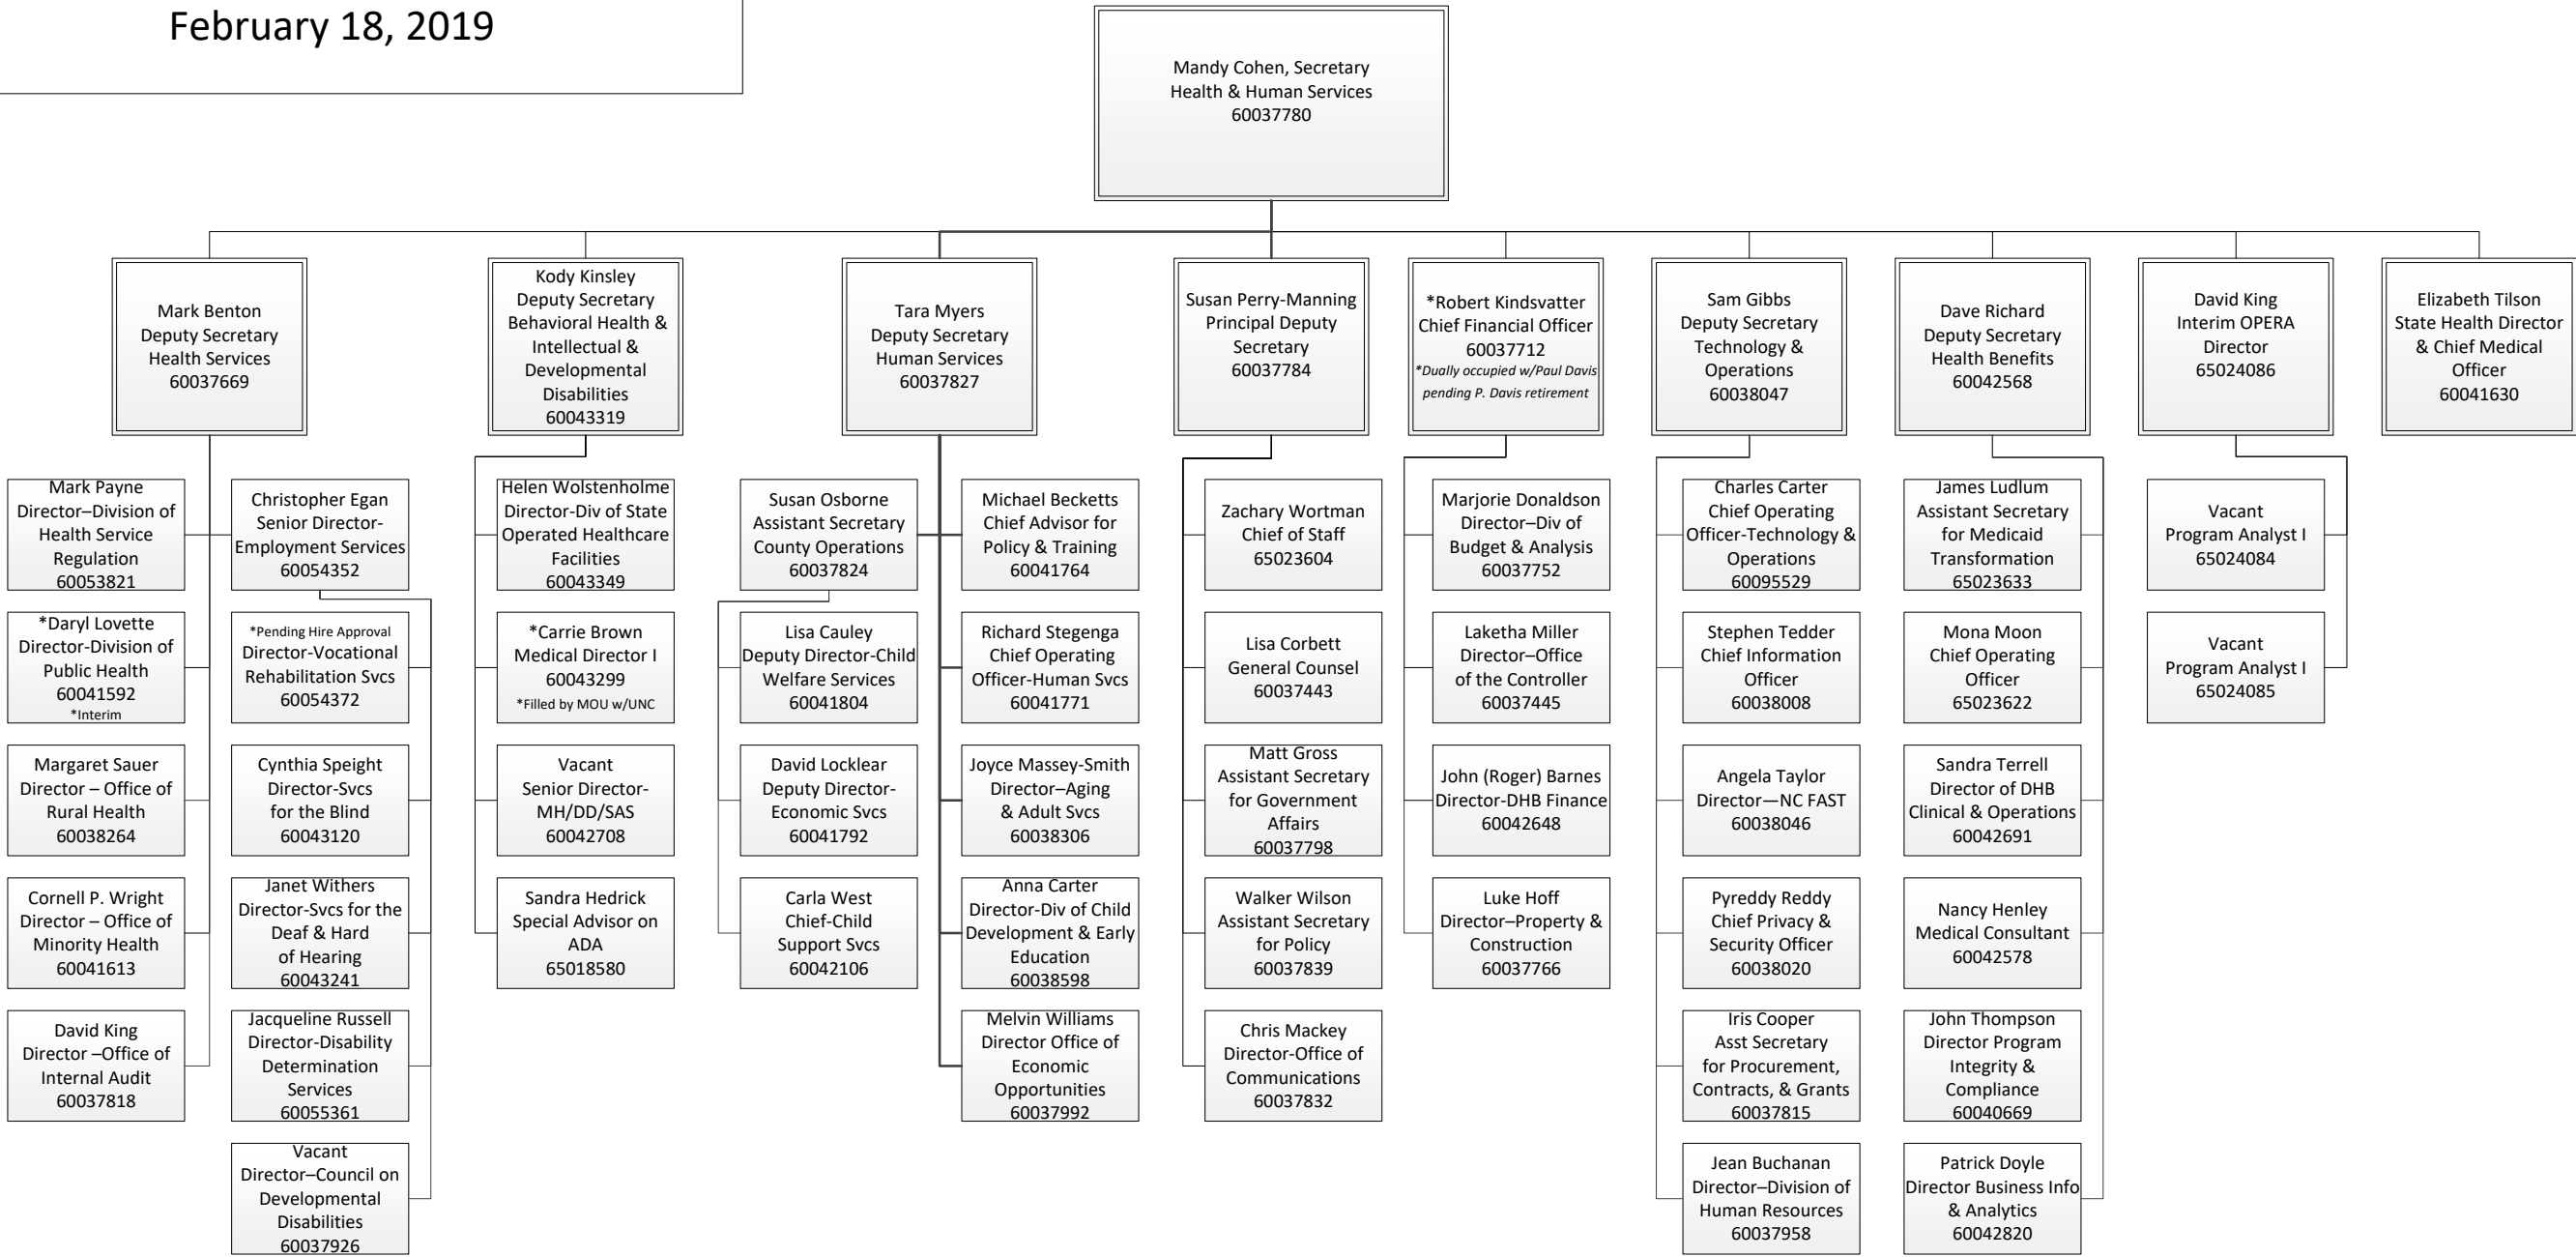 February 18, 2019
Mandy Cohen, Secretary
Health & Human Services
60037780
Mark Benton
Deputy Secretary
Health Services
60037669
Kody Kinsley
Deputy Secretary
Behavioral Health &
Intellectual &
Developmental
Disabilities
60043319
Tara Myers
Deputy Secretary
Human Services
60037827
Susan Perry-Manning
Principal Deputy
Secretary
60037784
*Robert Kindsvatter
Chief Financial Officer
60037712
*Dually occupied w/Paul Davis
pending P. Davis retirement
Sam Gibbs
Deputy Secretary
Technology &
Operations
60038047
Dave Richard
Deputy Secretary
Health Benefits
60042568
David King
Interim OPERA
Director
65024086
Elizabeth Tilson
State Health Director
& Chief Medical
Officer
60041630
Mark Payne
Director–Division of
Health Service
Regulation
60053821
*Daryl Lovette
Director-Division of
Public Health
60041592
*Interim
Margaret Sauer
Director – Office of
Rural Health
60038264
Cornell P. Wright
Director – Office of
Minority Health
60041613
David King
Director –Office of
Internal Audit
60037818
Christopher Egan
Senior Director-
Employment Services
60054352
*Pending Hire Approval
Director-Vocational
Rehabilitation Svcs
60054372
Cynthia Speight
Director-Svcs
for the Blind
60043120
Janet Withers
Director-Svcs for the
Deaf & Hard
of Hearing
60043241
Jacqueline Russell
Director-Disability
Determination
Services
60055361
Vacant
Director–Council on
Developmental
Disabilities
60037926
Helen Wolstenholme
Director-Div of State
Operated Healthcare
Facilities
60043349
*Carrie Brown
Medical Director I
60043299
*Filled by MOU w/UNC
Vacant
Senior Director-
MH/DD/SAS
60042708
Sandra Hedrick
Special Advisor on
ADA
65018580
Susan Osborne
Assistant Secretary
County Operations
60037824
Lisa Cauley
Deputy Director-Child
Welfare Services
60041804
David Locklear
Deputy Director-
Economic Svcs
60041792
Carla West
Chief-Child
Support Svcs
60042106
Michael Becketts
Chief Advisor for
Policy & Training
60041764
Richard Stegenga
Chief Operating
Officer-Human Svcs
60041771
Joyce Massey-Smith
Director–Aging
& Adult Svcs
60038306
Anna Carter
Director-Div of Child
Development & Early
Education
60038598
Melvin Williams
Director Office of
Economic
Opportunities
60037992
Zachary Wortman
Chief of Staff
65023604
Lisa Corbett
General Counsel
60037443
Matt Gross
Assistant Secretary
for Government
Affairs
60037798
Walker Wilson
Assistant Secretary
for Policy
60037839
Chris Mackey
Director-Office of
Communications
60037832
Marjorie Donaldson
Director–Div of
Budget & Analysis
60037752
Laketha Miller
Director–Office
of the Controller
60037445
John (Roger) Barnes
Director-DHB Finance
60042648
Luke Hoff
Director–Property &
Construction
60037766
Charles Carter
Chief Operating
Officer-Technology &
Operations
60095529
Stephen Tedder
Chief Information
Officer
60038008
Angela Taylor
Director—NC FAST
60038046
Pyreddy Reddy
Chief Privacy &
Security Officer
60038020
Iris Cooper
Asst Secretary
for Procurement,
Contracts, & Grants
60037815
Jean Buchanan
Director–Division of
Human Resources
60037958
James Ludlum
Assistant Secretary
for Medicaid
Transformation
65023633
Mona Moon
Chief Operating
Officer
65023622
Sandra Terrell
Director of DHB
Clinical & Operations
60042691
Nancy Henley
Medical Consultant
60042578
John Thompson
Director Program
Integrity &
Compliance
60040669
Patrick Doyle
Director Business Info
& Analytics
60042820
Vacant
Program Analyst I
65024084
Vacant
Program Analyst I
65024085